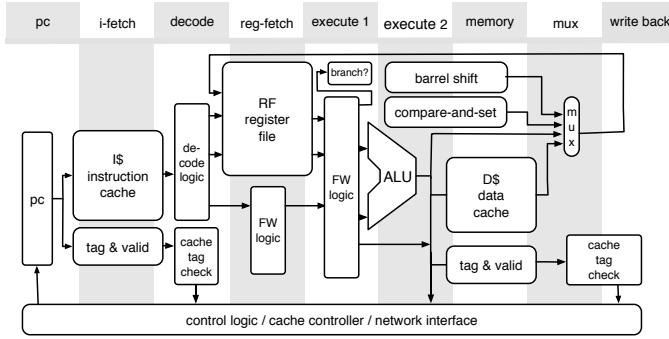 pc i-fetch decode reg-fetch execute 1 execute 2 memory mux write back
branch?
barrel shift
RF
register
file
compare-and-set
m
u
x
I$
instruction
cache
de-
code
logic
pc
FW
logic
FW
logic
ALU
D$
data
cache
tag & valid
cache
tag
check
tag & valid
cache
tag
check
control logic / cache controller / network interface